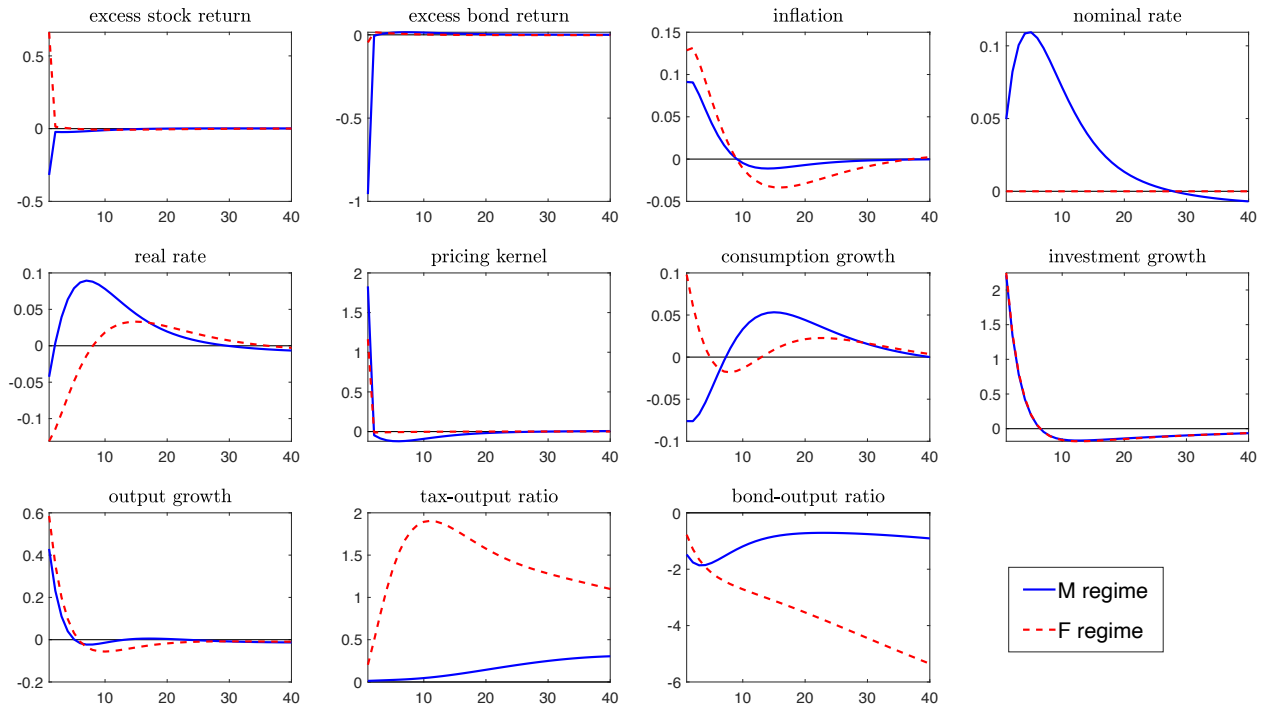 excess stock return
0.5
0
-0.5
10 20 30 40
excess bond return
0
-0.5
-1
10 20 30 40
inflation
0.15
0.1
0.05
0
-0.05
10 20 30 40
nominal rate
0.1
0.05
0
10 20 30 40
real rate
0.1
0.05
0
-0.05
-0.1
10 20 30 40
pricing kernel
2
1.5
1
0.5
0
10 20 30 40
consumption growth
0.1
0.05
0
-0.05
-0.1
10 20 30 40
investment growth
2
1.5
1
0.5
0
10 20 30 40
output growth
0.6
0.4
0.2
0
-0.2
10 20 30 40
tax-output ratio
2
1.5
1
0.5
0
10 20 30 40
bond-output ratio
0
-2
-4
-6
10 20 30 40
M regime
F regime